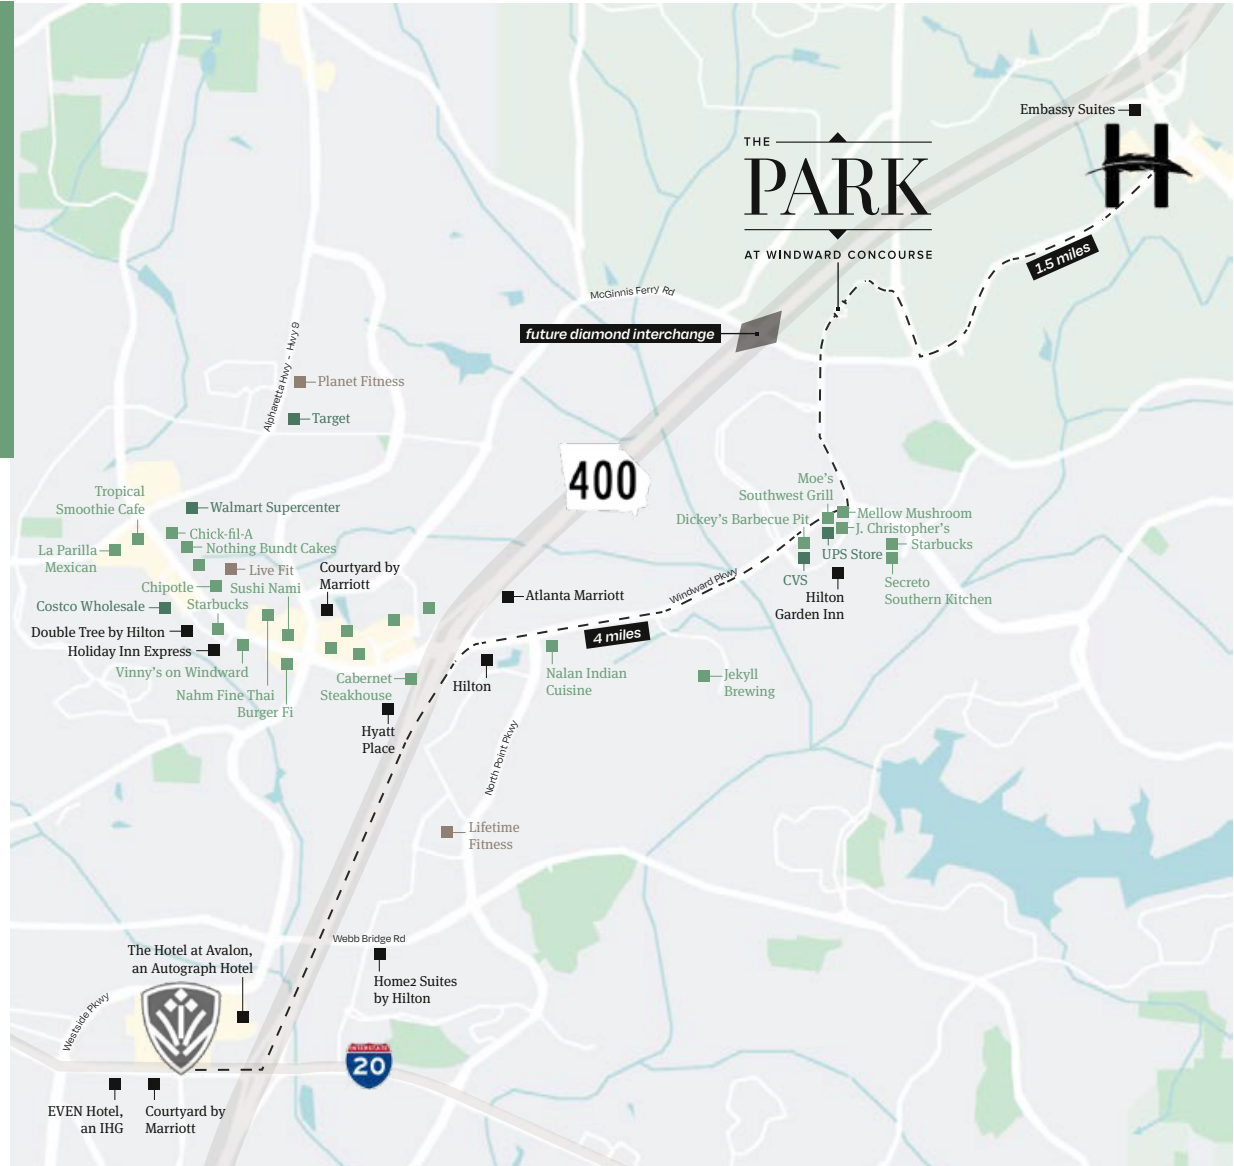 Embassy Suites
H
THE
PARK
AT WINDWARD CONCOURSE
1.5 miles
McGinnis Ferry Rd
future diamond interchange
Alpharetta Hwy - Hwy 9
Planet Fitness
Target
400
Tropical
Smoothie Cafe
Walmart Supercenter
Chick-fil-A
Nothing Bundt Cakes
La Parilla
Mexican
Live Fit
Chipotle
Sushi Nami
Courtyard by
Marriott
Costco Wholesale
Starbucks
Double Tree by Hilton
Holiday Inn Express
Vinny's on Windward
Nahm Fine Thai
Burger Fi
Cabernet
Steakhouse
Hyatt
Place
Atlanta Marriott
Hilton
4 miles
Windward Pkwy
Nalan Indian
Cuisine
Jekyll
Brewing
Moe's
Southwest Grill
Dickey's Barbecue Pit
Mellow Mushroom
J. Christopher's
Starbucks
UPS Store
CVS
Hilton
Garden Inn
Secreto
Southern Kitchen
North Point Pkwy
Lifetime
Fitness
Webb Bridge Rd
Home2 Suites
by Hilton
The Hotel at Avalon,
an Autograph Hotel
Westside Pkwy
INTERSTATE
20
EVEN Hotel,
an IHG
Courtyard by
Marriott